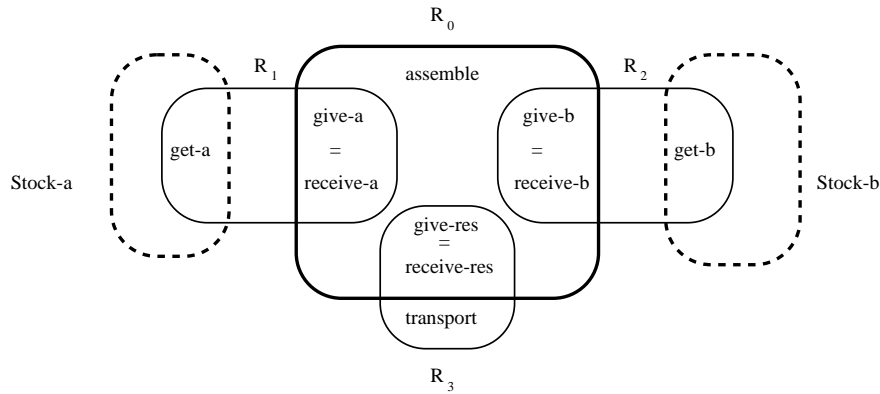 R0
R1
R2
assemble
give-a
=
receive-a
give-b
=
receive-b
get-a
get-b
Stock-a
Stock-b
give-res
=
receive-res
transport
R3